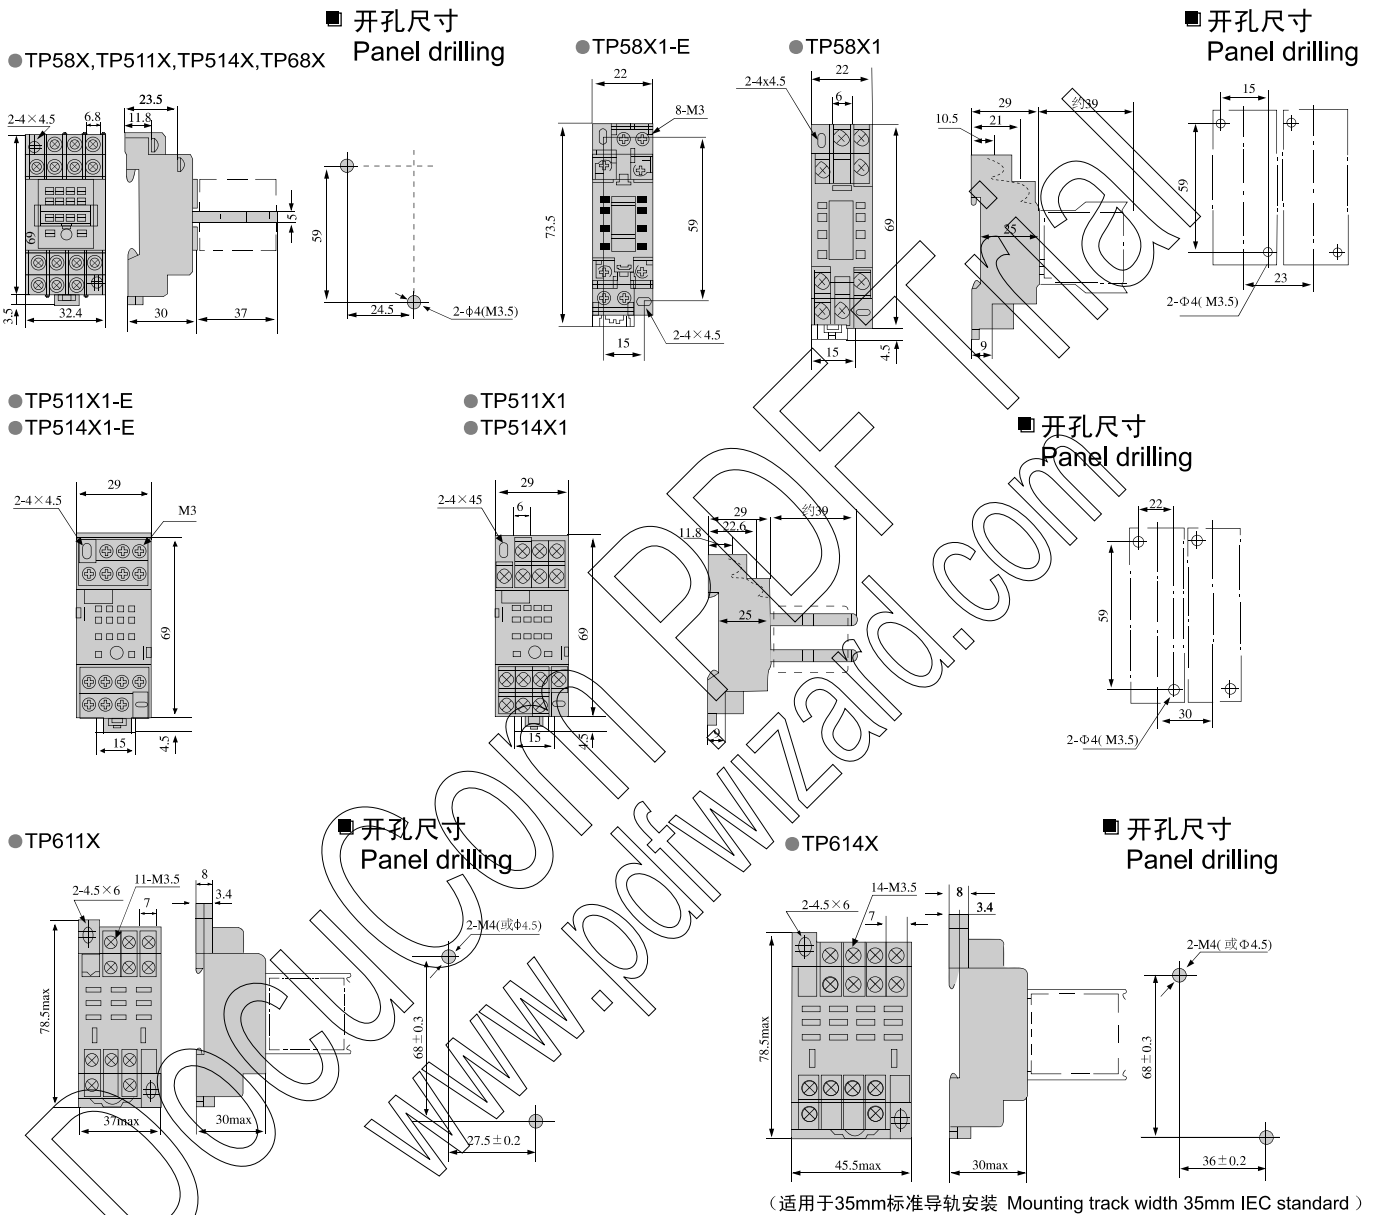 开孔尺寸
Panel drilling
TP58X,TP511X,TP514X,TP68X
2-4×4.5
6.8
23.5
11.8
69
3.5
32.4
30
37
5
59
24.5
2-ф4(M3.5)
TP58X1-E
22
8-M3
73.5
59
15
2-4×4.5
TP58X1
22
2-4x4.5
6
69
15
4.5
29
约39
21
10.5
25
9
开孔尺寸
Panel drilling
15
59
23
2-Ф4( M3.5)
TP511X1-E
TP514X1-E
29
2-4×4.5
M3
69
15
4.5
TP511X1
TP514X1
29
2-4×45
6
69
15
4.5
29
约39
22.6
11.8
25
9
开孔尺寸
Panel drilling
22
59
30
2-Ф4( M3.5)
TP611X
2-4.5×6
11-M3.5
7
78.5max
37max
8
3.4
30max
开孔尺寸
Panel drilling
2-M4(或ф4.5)
68±0.3
27.5±0.2
TP614X
2-4.5×6
14-M3.5
7
78.5max
45.5max
8
3.4
30max
开孔尺寸
Panel drilling
2-M4( 或Ф4.5)
68±0.3
36±0.2
（适用于35mm标准导轨安装 Mounting track width 35mm IEC standard ）
DocuCom PDF Trial
www.pdfwizard.com